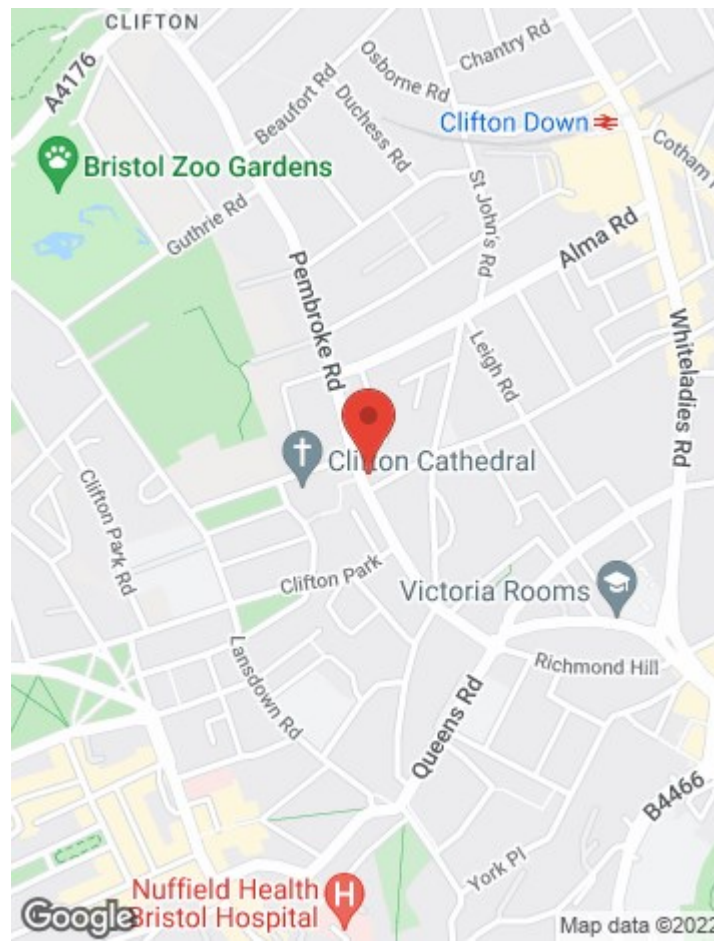 CLIFTON
A4176
Beaufort Rd
Osborne Rd
Chantry Rd
Duchess Rd
Clifton Down
Cotham
Bristol Zoo Gardens
Guthrie Rd
St John's Rd
Alma Rd
Pembroke Rd
Leigh Rd
Whiteladies Rd
Clifton Cathedral
Clifton Park Rd
Clifton Park
Victoria Rooms
Lansdown Rd
Richmond Hill
Queens Rd
B4466
York Pl
Nuffield Health
Bristol Hospital
Google
Map data ©2022